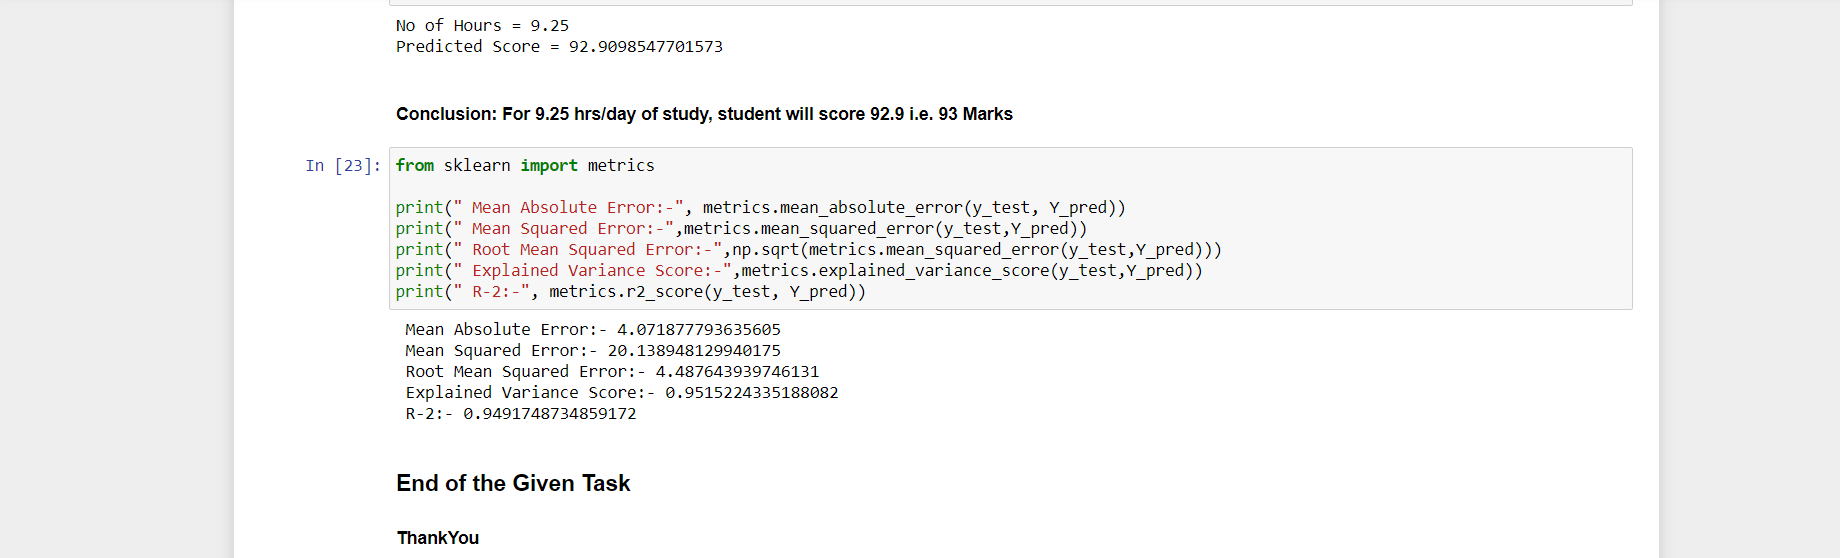 No of Hours = 9.25
Predicted Score = 92.9098547701573
Conclusion: For 9.25 hrs/day of study, student will score 92.9 i.e. 93 Marks
In [23]: from sklearn import metrics
print(" Mean Absolute Error:-", metrics.mean_absolute_error(y_test, Y_pred))
print(" Mean Squared Error:-",metrics.mean_squared_error(y_test,Y_pred))
print(" Root Mean Squared Error:-",np.sqrt(metrics.mean_squared_error(y_test,Y_pred)))
print(" Explained Variance Score:-",metrics.explained_variance_score(y_test,Y_pred))
print(" R-2:-", metrics.r2_score(y_test, Y_pred))
Mean Absolute Error:- 4.071877793635605
Mean Squared Error:- 20.138948129940175
Root Mean Squared Error:- 4.487643939746131
Explained Variance Score:- 0.9515224335188082
R-2:- 0.9491748734859172
End of the Given Task
ThankYou